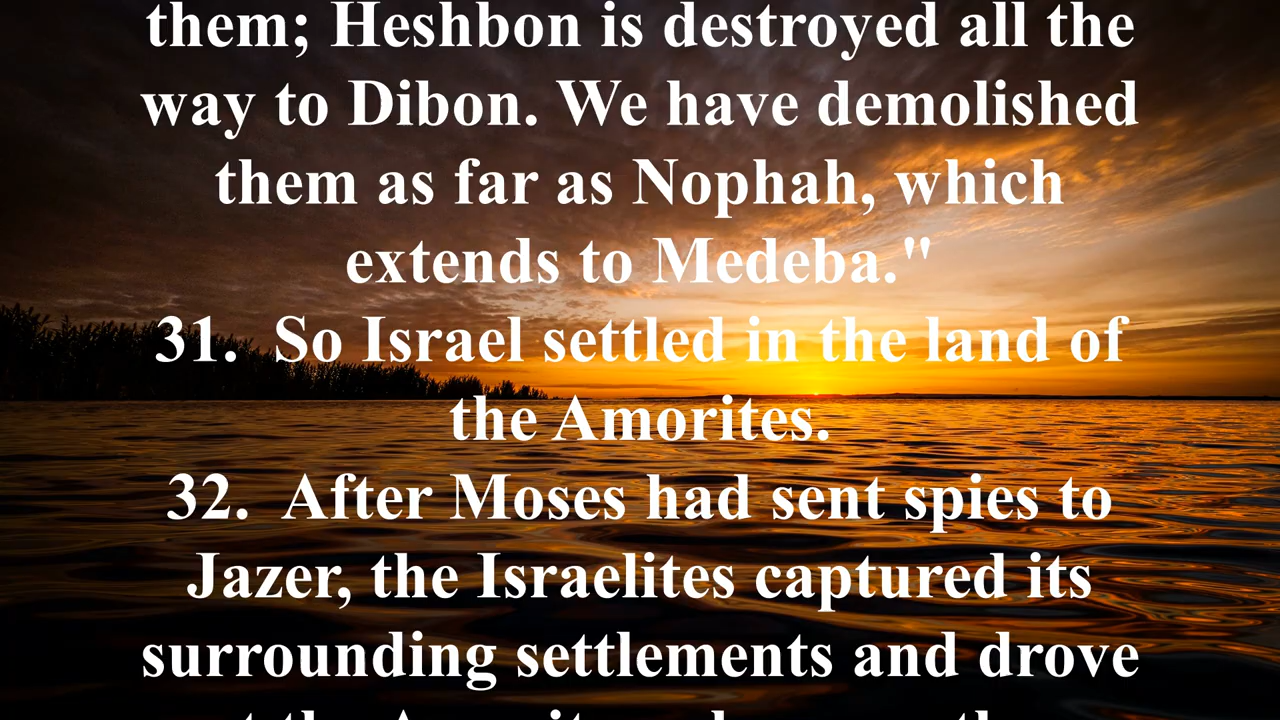 them; Heshbon is destroyed all the
way to Dibon. We have demolished
them as far as Nophah, which
extends to Medeba."
31. So Israel settled in the land of
the Amorites.
32. After Moses had sent spies to
Jazer, the Israelites captured its
surrounding settlements and drove